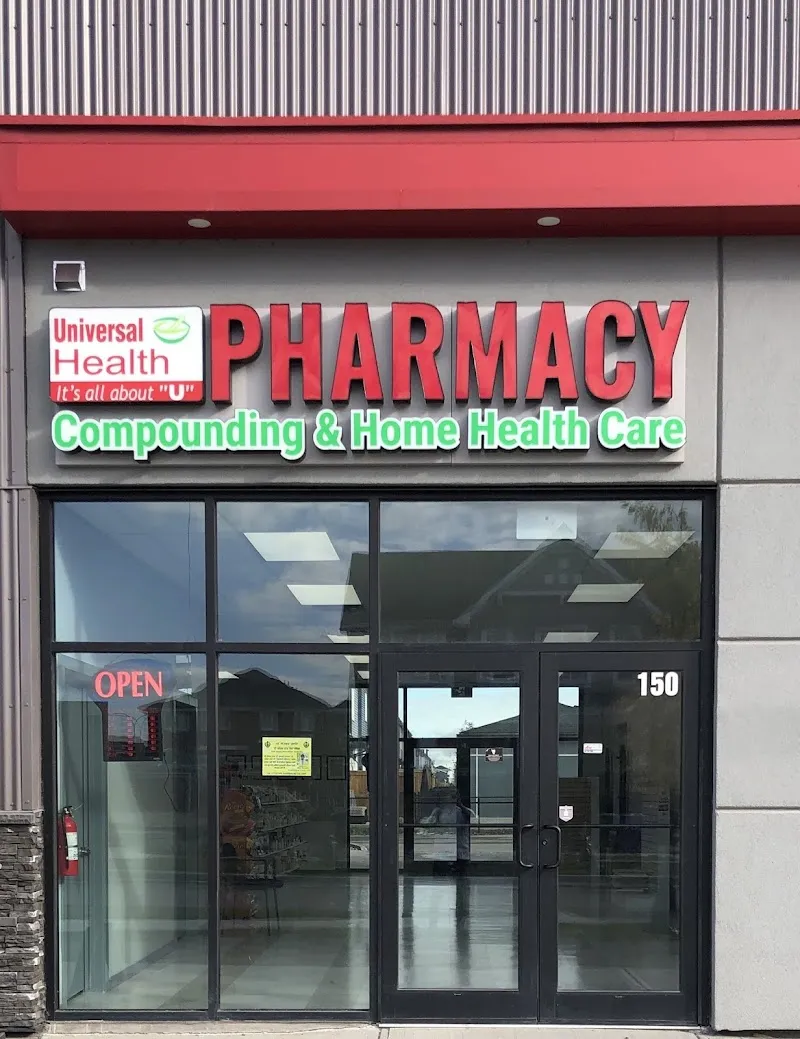 Universal
Health
It's all about "U"
PHARMACY
Compounding & Home Health Care
OPEN
150